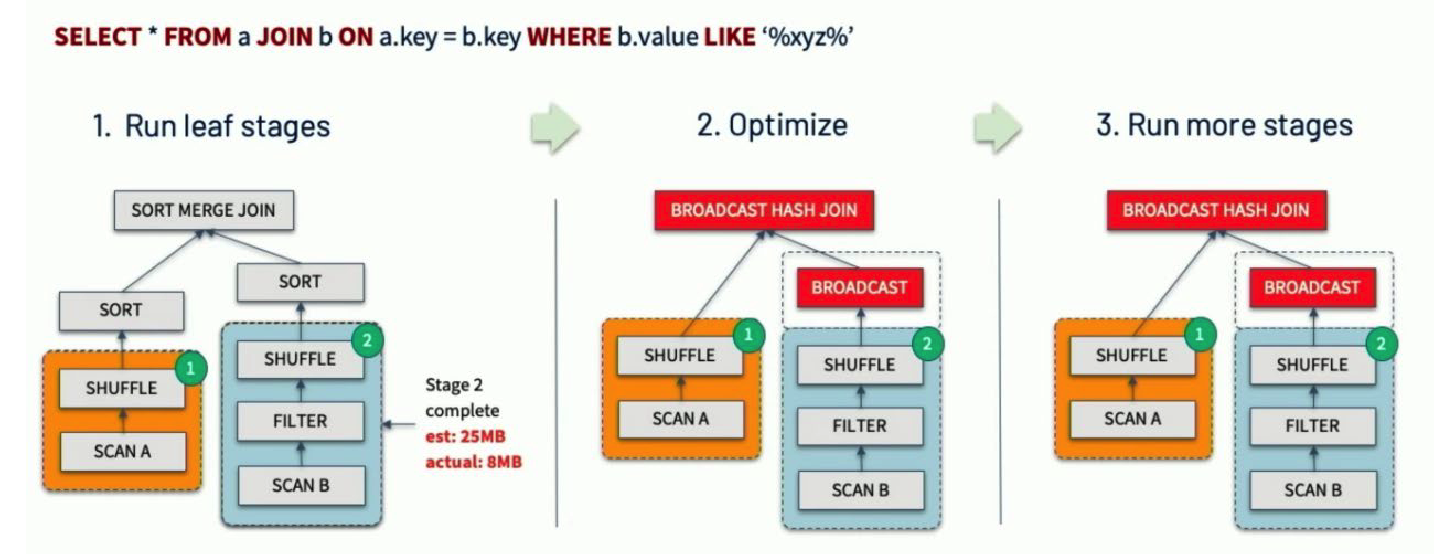 SELECT * FROM a JOIN b ON a.key = b.key WHERE b.value LIKE ‘%xyz%’
1. Run leaf stages
2. Optimize
3. Run more stages
SORT MERGE JOIN
SORT
SORT
SHUFFLE
1
SCAN A
SHUFFLE
2
FILTER
SCAN B
Stage 2
complete
est: 25MB
actual: 8MB
BROADCAST HASH JOIN
BROADCAST
SHUFFLE
1
SCAN A
SHUFFLE
2
FILTER
SCAN B
BROADCAST HASH JOIN
BROADCAST
SHUFFLE
1
SCAN A
SHUFFLE
2
FILTER
SCAN B